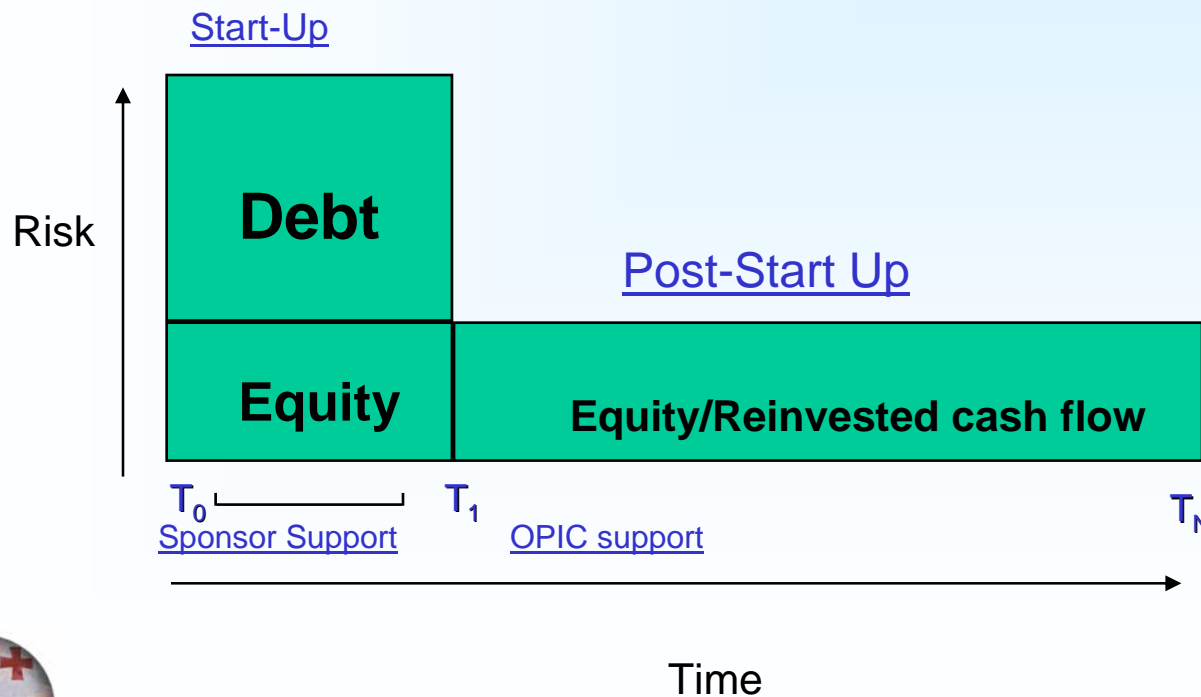 Start-Up
Risk
Debt
Post-Start Up
Equity
Equity/Reinvested cash flow
T₀
T₁
T_N
Sponsor Support
OPIC support
Time